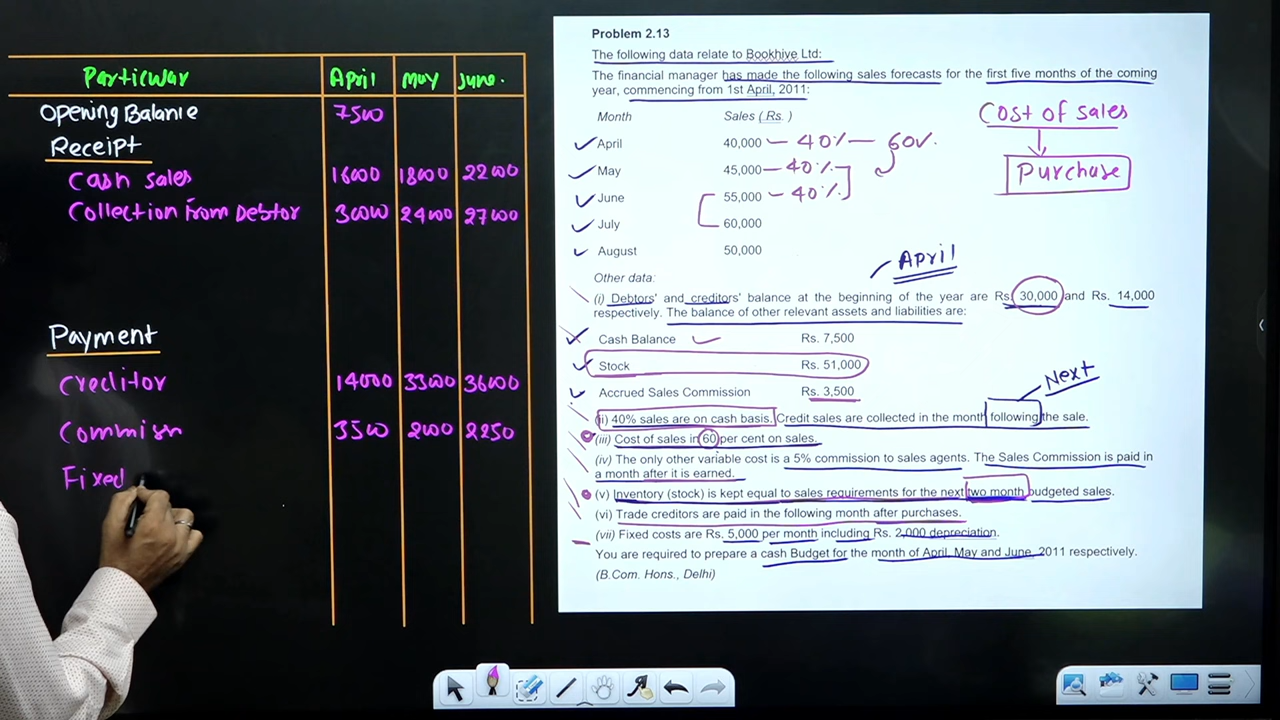 Particular April May June.
Opening Balance 7500
Receipt
Cash Sales 16000 18000 22000
Collection From Debtor 30000 24000 27000
Payment
Creditor 14000 33000 36000
3500 2000 2250
Fixed
Problem 2.13
The following data relate to Bookhive Ltd:
The financial manager has made the following sales forecasts for the first five months of the coming
year, commencing from 1st April, 2011:
Month Sales (Rs. )
April 40,000 - 40% - 60%.
May 45,000 - 40%.
June 55,000 - 40%
July 60,000
August 50,000
Cost of sales
Purchase
April
Other data:
(i) Debtors' and creditors' balance at the beginning of the year are Rs. 30,000 and Rs. 14,000
respectively. The balance of other relevant assets and liabilities are:
Cash Balance Rs. 7,500
Stock Rs. 51,000
Accrued Sales Commission Rs. 3,500
Next
(ii) 40% sales are on cash basis. Credit sales are collected in the month following the sale.
(iii) Cost of sales in 60 per cent on sales.
(iv) The only other variable cost is a 5% commission to sales agents. The Sales Commission is paid in
a month after it is earned.
(v) Inventory (stock) is kept equal to sales requirements for the next two month budgeted sales.
(vi) Trade creditors are paid in the following month after purchases.
(vii) Fixed costs are Rs. 5,000 per month including Rs. 2,000 depreciation.
You are required to prepare a cash Budget for the month of April, May and June, 2011 respectively.
(B.Com. Hons., Delhi)